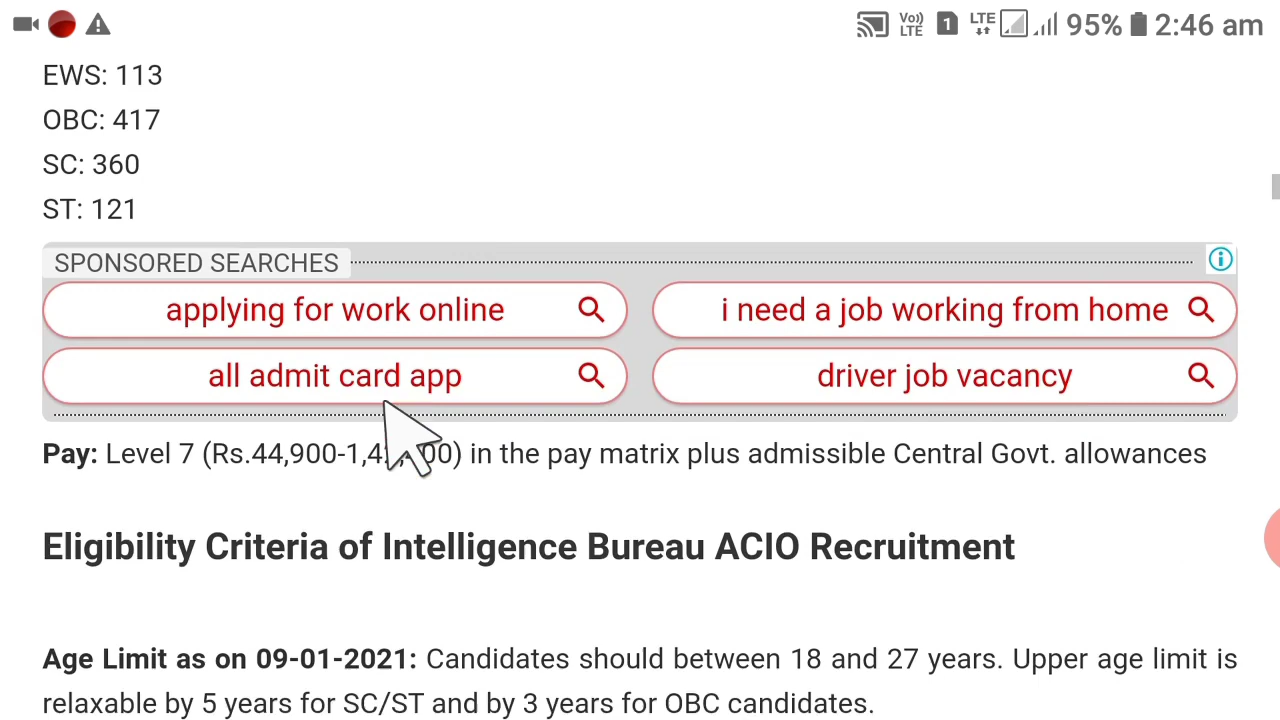 Vo)) LTE 1 LTE 95% 2:46 am
EWS: 113
OBC: 417
SC: 360
ST: 121
SPONSORED SEARCHES
applying for work online
i need a job working from home
all admit card app
driver job vacancy
Pay: Level 7 (Rs.44,900- in the pay matrix plus admissible Central Govt. allowances
Eligibility Criteria of Intelligence Bureau ACIO Recruitment
Age Limit as on 09-01-2021: Candidates should between 18 and 27 years. Upper age limit is
relaxable by 5 years for SC/ST and by 3 years for OBC candidates.